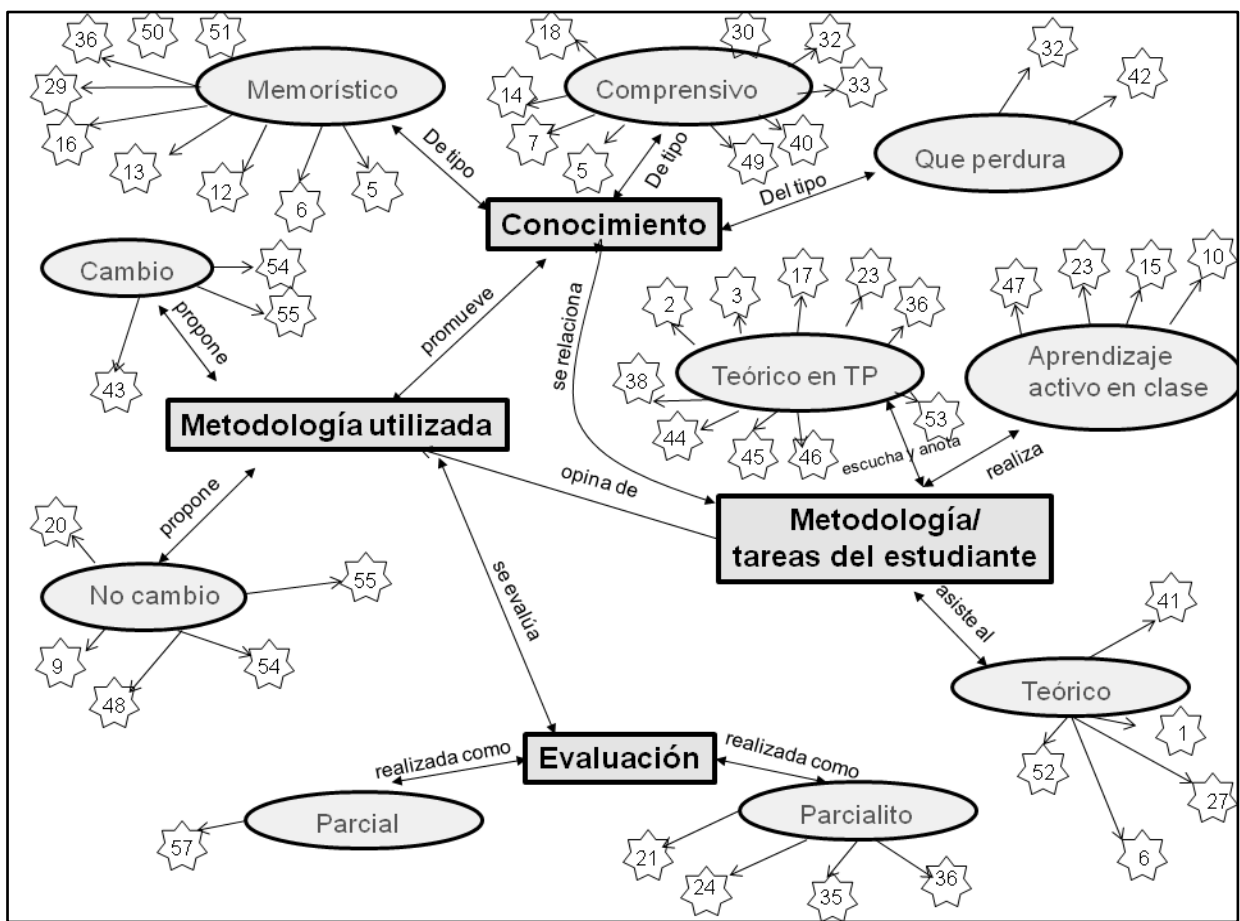 50
51
36
29
16
13
12
6
5
Memorístico
18
30
32
14
33
7
5
49
40
Comprensivo
32
42
Que perdura
De tipo
De tipo
Del tipo
Conocimiento
Cambio
54
55
43
propone
promueve
se relaciona
2
3
17
23
36
38
44
45
46
53
Teórico en TP
47
23
15
10
Aprendizaje
activo en clase
escucha y anota
realiza
Metodología utilizada
opina de
Metodología/
tareas del estudiante
propone
20
No cambio
55
9
48
54
se evalúa
asiste al
41
Teórico
1
52
27
6
Evaluación
realizada como
realizada como
Parcial
57
Parcialito
21
24
35
36